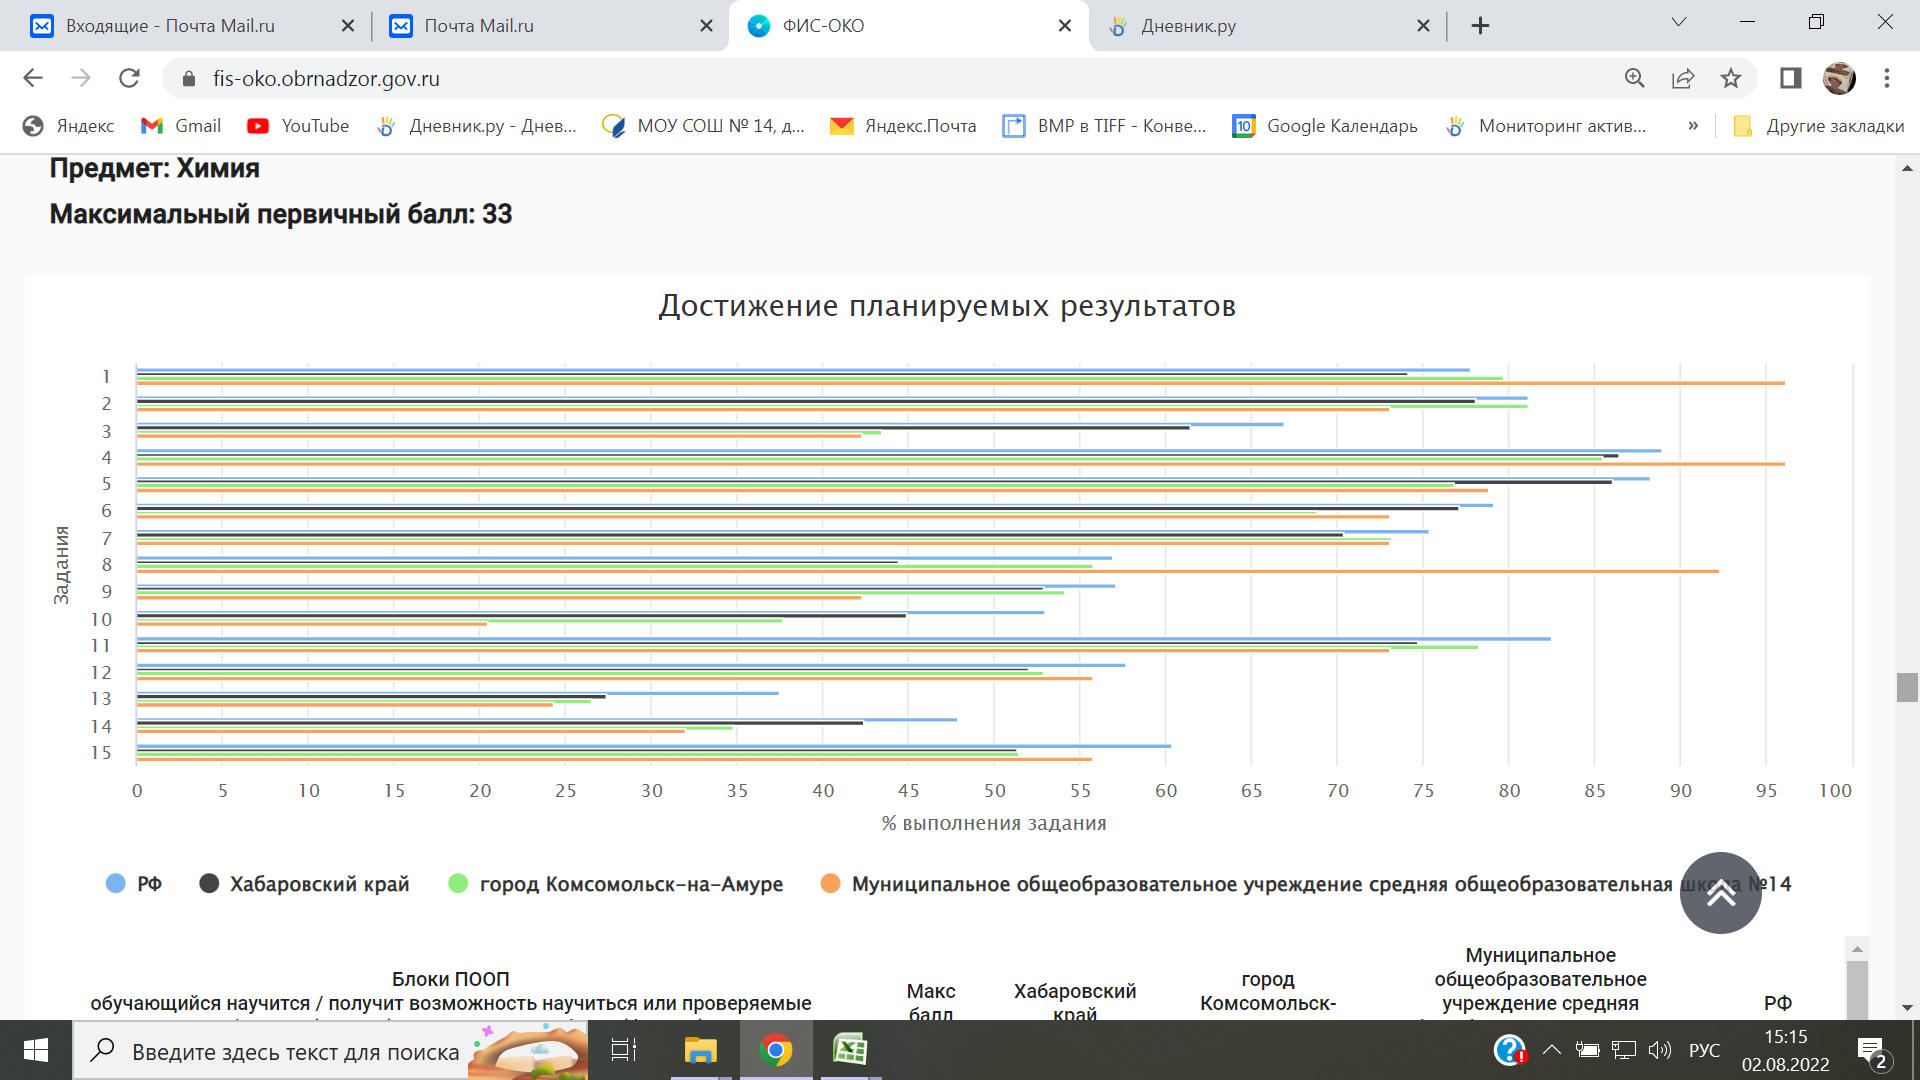 Входящие - Почта Mail.ru
Почта Mail.ru
ФИС-ОКО
Дневник.ру
fis-oko.obrnadzor.gov.ru
Яндекс
Gmail
YouTube
Дневник.ру - Днев...
МОУ СОШ № 14, д...
Яндекс.Почта
BMP в TIFF - Конве...
10
Google Календарь
Мониторинг актив...
»
Другие закладки
Предмет: Химия
Максимальный первичный балл: 33
Достижение планируемых результатов
Задания
1
2
3
4
5
6
7
8
9
10
11
12
13
14
15
0 5 10 15 20 25 30 35 40 45 50 55 60 65 70 75 80 85 90 95 100
% выполнения задания
РФ
Хабаровский край
город Комсомольск-на-Амуре
Муниципальное общеобразовательное учреждение средняя общеобразовательная школа №14
Блоки ПООП
обучающийся научится / получит возможность научиться или проверяемые
Макс
балл
Хабаровский
край
город
Комсомольск-
Муниципальное
общеобразовательное
учреждение средняя
РФ
Введите здесь текст для поиска
РУС
15:15
02.08.2022
2